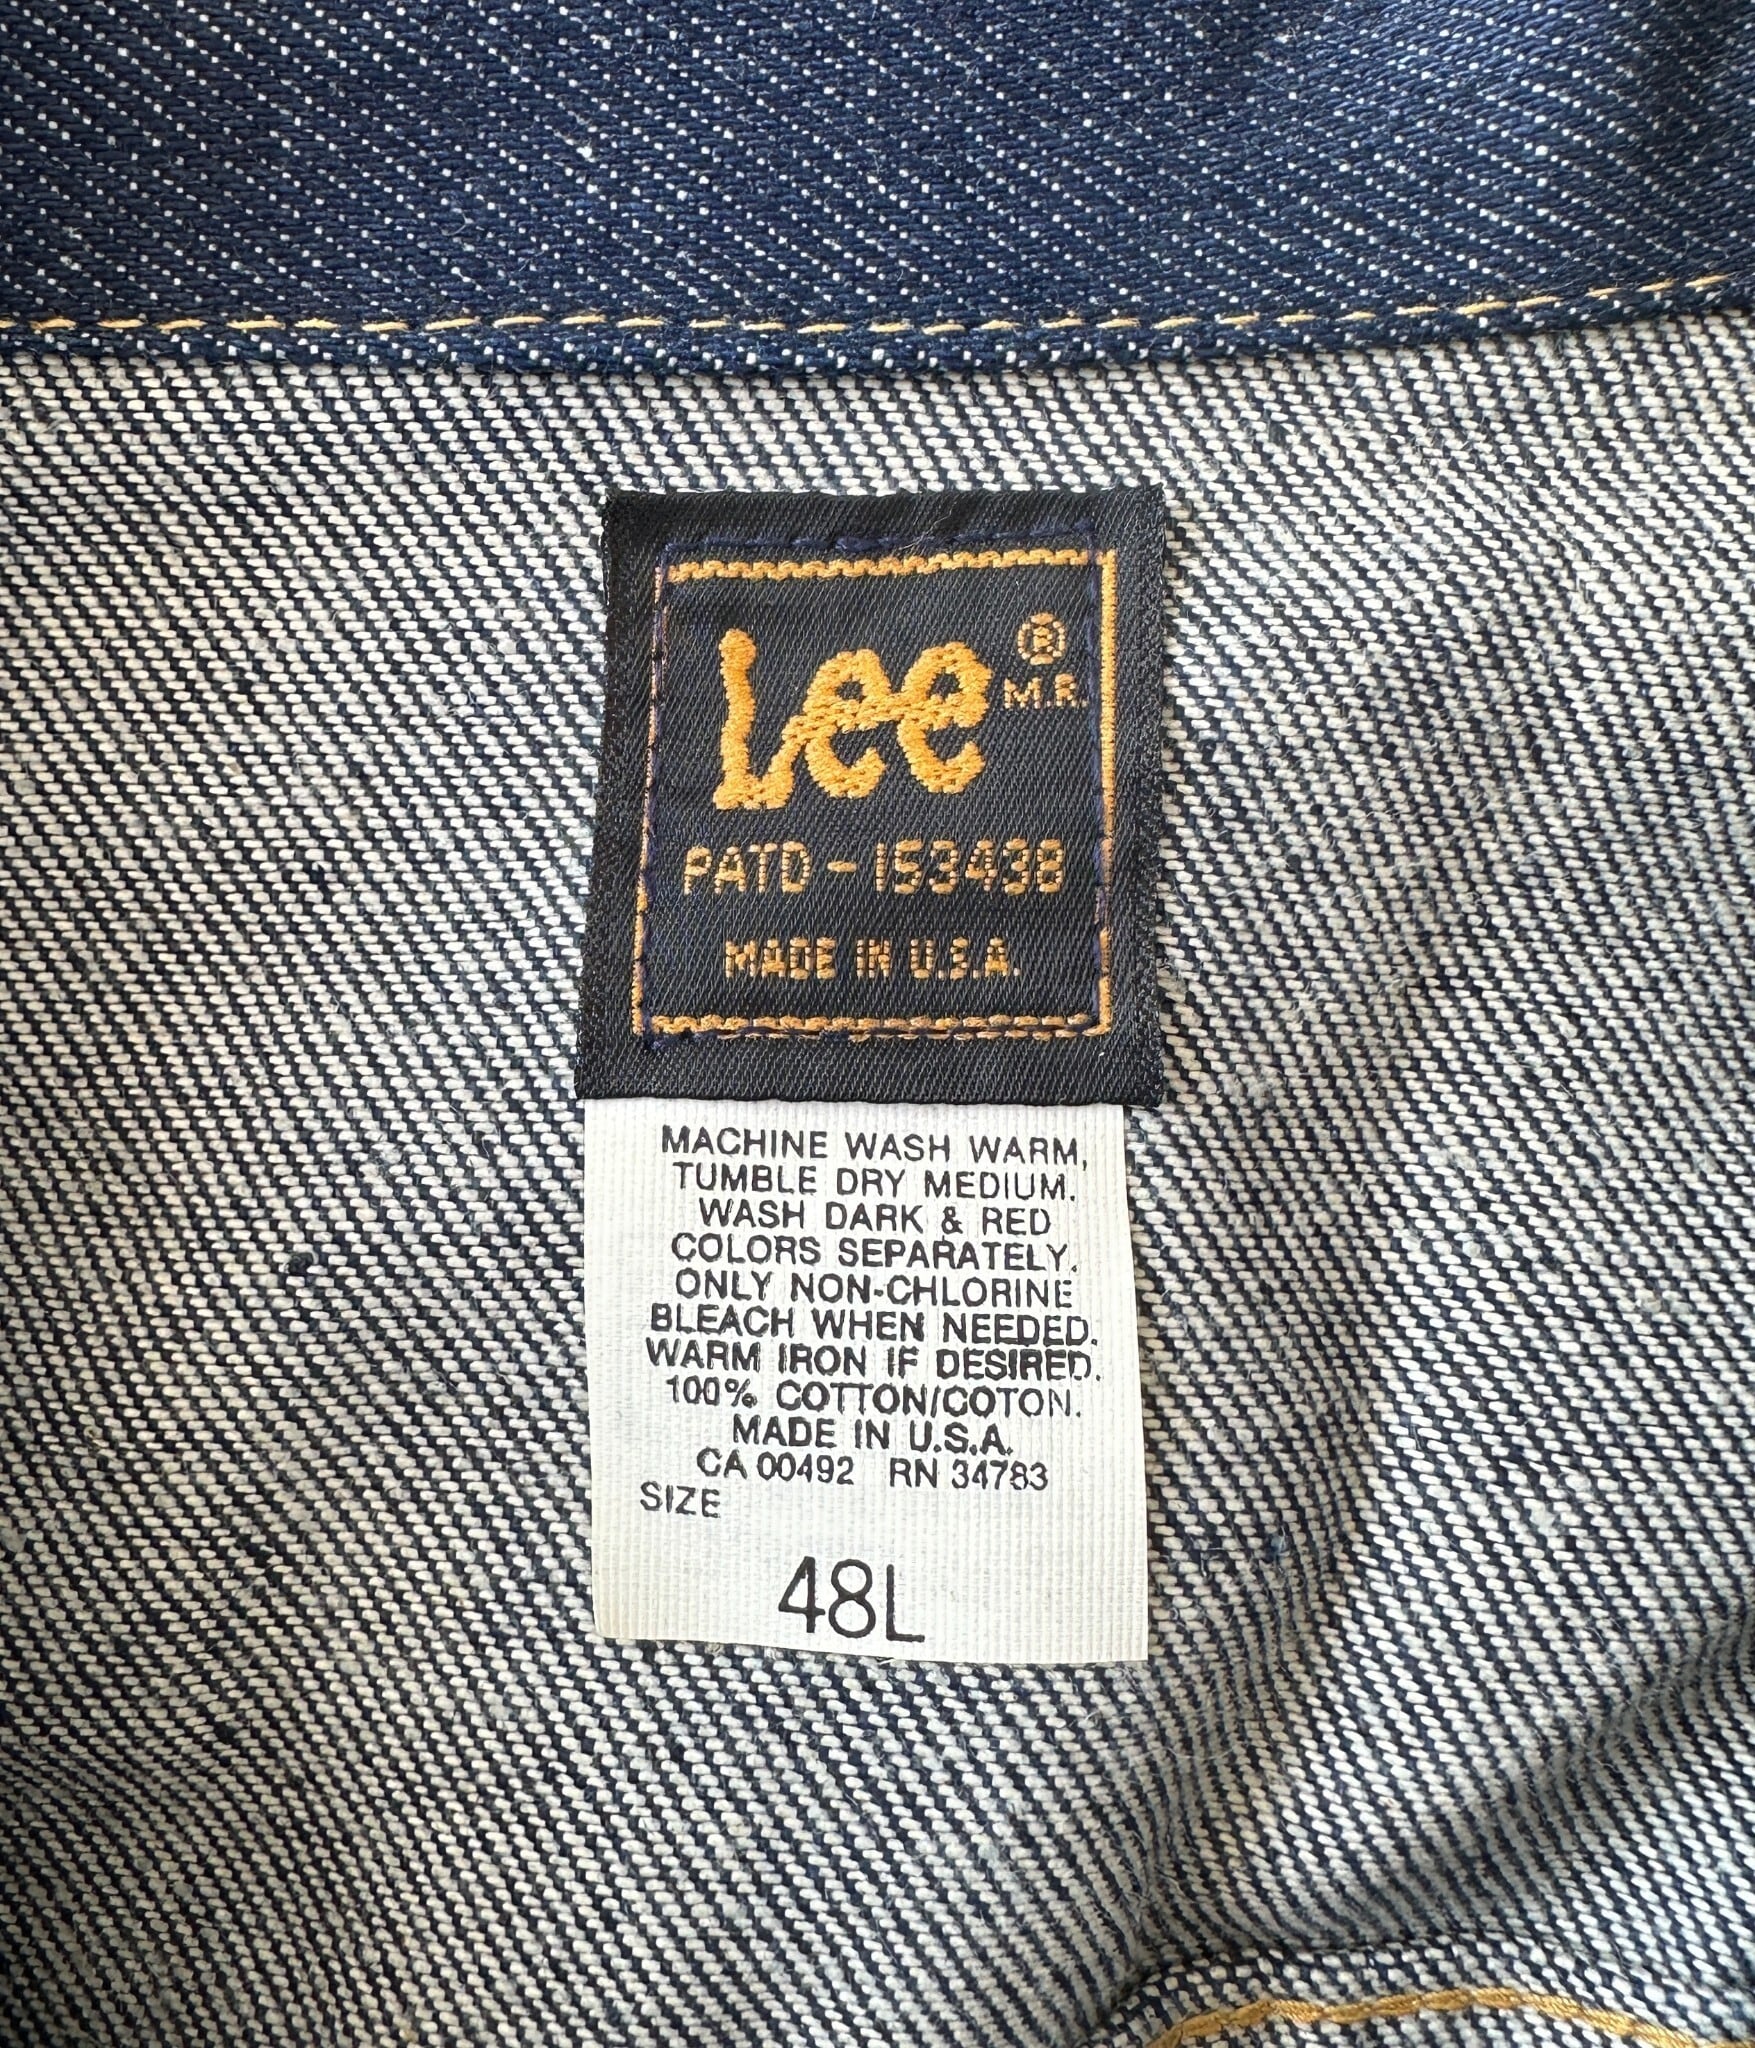 Lee ®
M.R.
PATD-153438
MADE IN U.S.A.
MACHINE WASH WARM,
TUMBLE DRY MEDIUM.
WASH DARK & RED
COLORS SEPARATELY.
ONLY NON-CHLORINE
BLEACH WHEN NEEDED.
WARM IRON IF DESIRED.
100% COTTON/COTON.
MADE IN U.S.A.
CA 00492 RN 34783
SIZE
48L